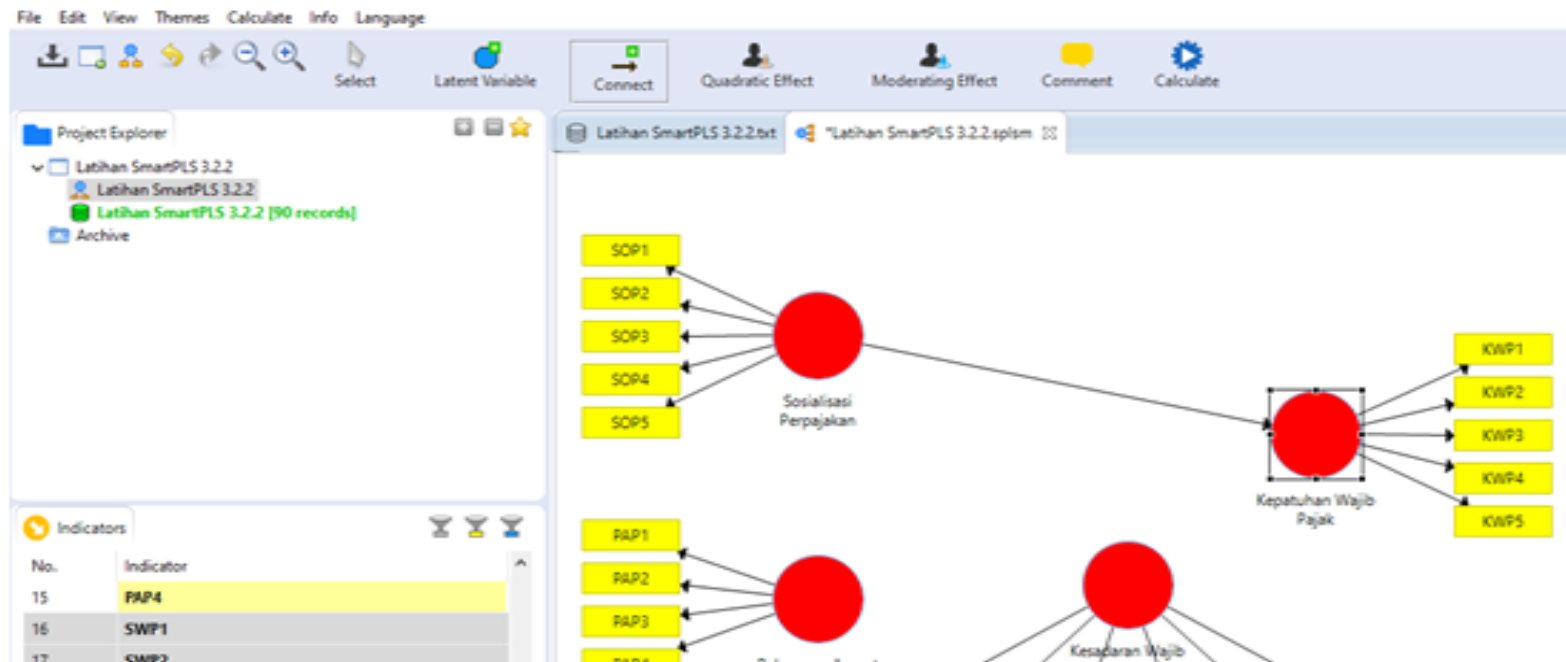 File Edit View Themes Calculate Info Language
Select
Latent Variable
Connect
Quadratic Effect
Moderating Effect
Comment
Calculate
Project Explorer
Latihan SmartPLS 3.2.2
Latihan SmartPLS 3.2.2
Latihan SmartPLS 3.2.2 [90 records]
Archive
Indicators
No. Indicator
15 PAP4
16 SWP1
17 SWP2
Latihan SmartPLS 3.2.2.txt
*Latihan SmartPLS 3.2.2.splsm
SOP1
SOP2
SOP3
SOP4
SOP5
Sosialisasi
Perpajakan
KWP1
KWP2
KWP3
KWP4
KWP5
Kepatuhan Wajib
Pajak
PAP1
PAP2
PAP3
PAP4
Kesadaran Wajib